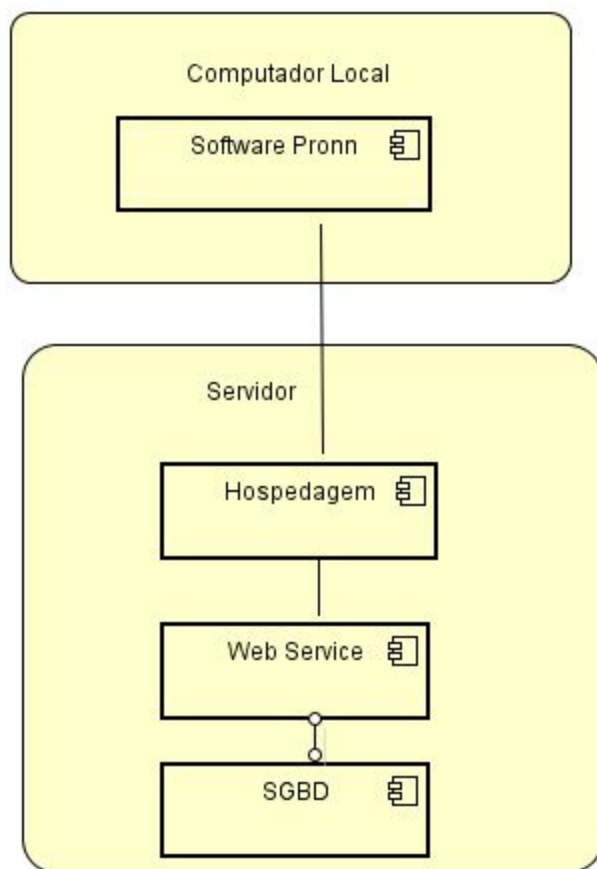 Computador Local
Software Pronn
Servidor
Hospedagem
Web Service
SGBD